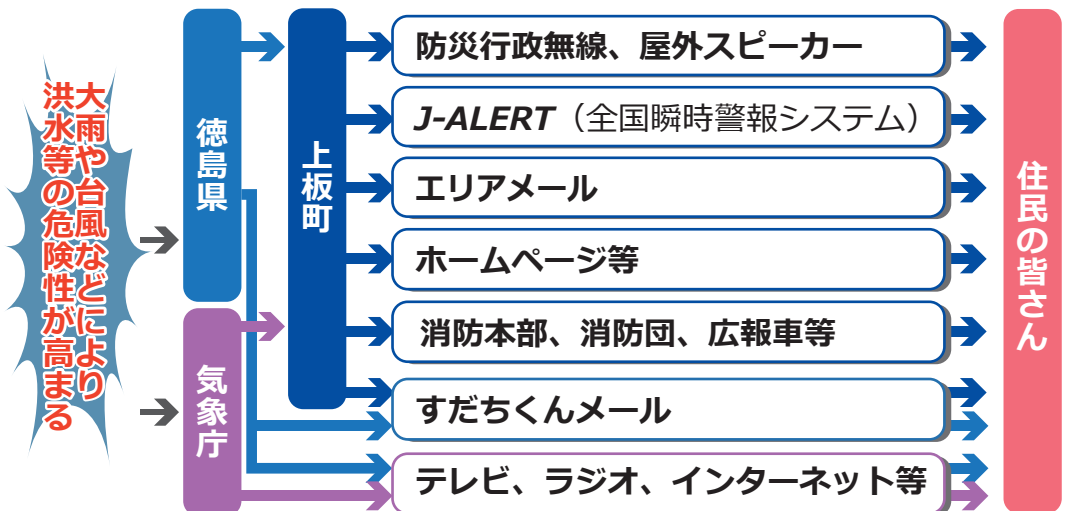 大雨や台風などにより
洪水等の危険性が高まる
徳島県
気象庁
上板町
防災行政無線、屋外スピーカー
J-ALERT（全国瞬時警報システム）
エリアメール
ホームページ等
消防本部、消防団、広報車等
すだちくんメール
テレビ、ラジオ、インターネット等
住民の皆さん